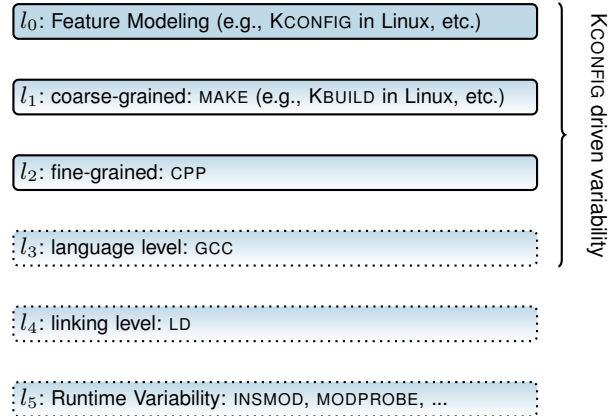 l0: Feature Modeling (e.g., KCONFIG in Linux, etc.)
l1: coarse-grained: MAKE (e.g., KBUILD in Linux, etc.)
l2: fine-grained: CPP
l3: language level: GCC
l4: linking level: LD
l5: Runtime Variability: INSMOD, MODPROBE, ...
KCONFIG driven variability